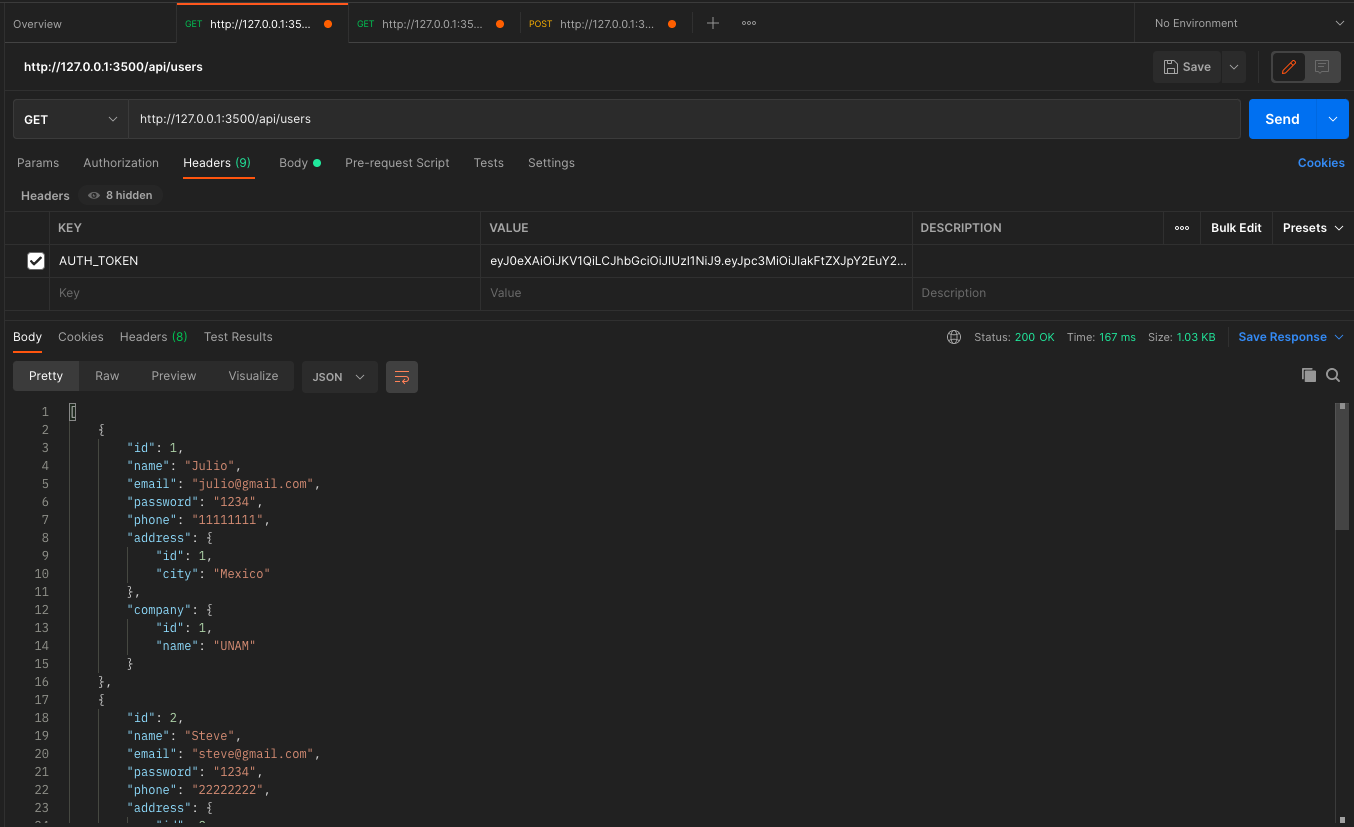 Overview
GET http://127.0.0.1:35...
GET http://127.0.0.1:35...
POST http://127.0.0.1:3...
No Environment
http://127.0.0.1:3500/api/users
Save
GET http://127.0.0.1:3500/api/users
Send
Params Authorization Headers (9) Body Pre-request Script Tests Settings Cookies
Headers 8 hidden
KEY VALUE DESCRIPTION Bulk Edit Presets
AUTH_TOKEN eyJ0eXAiOiJKV1QiLCJhbGciOiJIUzI1NiJ9.eyJpc3MiOiJIakFtZXJpY2EuY2...
Key Value Description
Body Cookies Headers (8) Test Results Status: 200 OK Time: 167 ms Size: 1.03 KB Save Response
Pretty Raw Preview Visualize JSON
1 [
2 {
3 "id": 1,
4 "name": "Julio",
5 "email": "julio@gmail.com",
6 "password": "1234",
7 "phone": "11111111",
8 "address": {
9 "id": 1,
10 "city": "Mexico"
11 },
12 "company": {
13 "id": 1,
14 "name": "UNAM"
15 }
16 },
17 {
18 "id": 2,
19 "name": "Steve",
20 "email": "steve@gmail.com",
21 "password": "1234",
22 "phone": "22222222",
23 "address": {